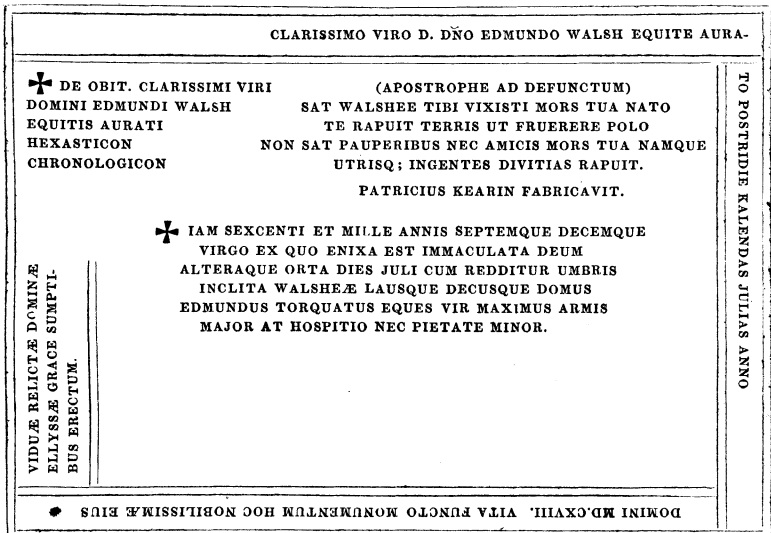 CLARISSIMO VIRO D. DÑO EDMUNDO WALSH EQUITE AURA-
TO POSTRIDIE KALENDAS JULIAS ANNO
DOMINI MD.CXVIII. VITA FUNCTO MONUMENTUM HOC NOBILISSIMÆ EIUS
VIDUÆ RELICTÆ DOMINÆ
ELLYSSÆ GRACE SUMPTI-
BUS ERECTUM.
✠ DE OBIT. CLARISSIMI VIRI
DOMINI EDMUNDI WALSH
EQUITIS AURATI
HEXASTICON
CHRONOLOGICON
(APOSTROPHE AD DEFUNCTUM)
SAT WALSHEE TIBI VIXISTI MORS TUA NATO
TE RAPUIT TERRIS UT FRUERERE POLO
NON SAT PAUPERIBUS NEC AMICIS MORS TUA NAMQUE
UTRISQ; INGENTES DIVITIAS RAPUIT.
PATRICIUS KEARIN FABRICAVIT.
✠ IAM SEXCENTI ET MILLE ANNIS SEPTEMQUE DECEMQUE
VIRGO EX QUO ENIXA EST IMMACULATA DEUM
ALTERAQUE ORTA DIES JULI CUM REDDITUR UMBRIS
INCLITA WALSHEÆ LAUSQUE DECUSQUE DOMUS
EDMUNDUS TORQUATUS EQUES VIR MAXIMUS ARMIS
MAJOR AT HOSPITIO NEC PIETATE MINOR.